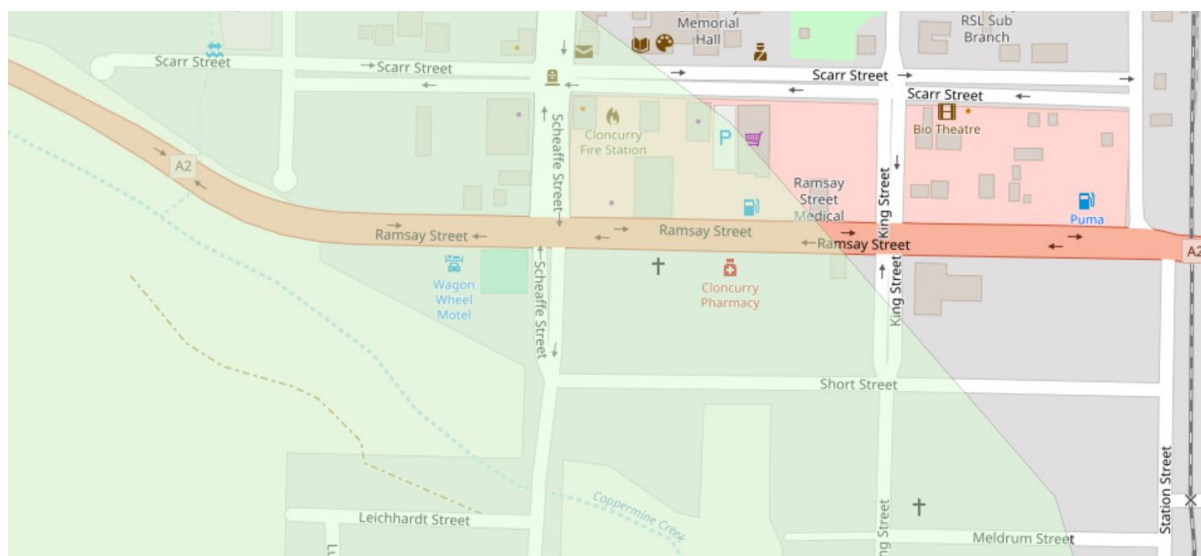 Memorial
Hall
RSL Sub
Branch
Scarr Street
Scarr Street
Scarr Street
Scarr Street
Cloncurry
Fire Station
P
Bio Theatre
Scheaffe Street
A2
Ramsay
Street
Medical
King Street
Puma
Ramsay Street
Ramsay Street
Ramsay Street
A2
Wagon
Wheel
Motel
Scheaffe Street
Cloncurry
Pharmacy
King Street
Short Street
Station Street
Coppermine Creek
Leichhardt Street
Meldrum Street